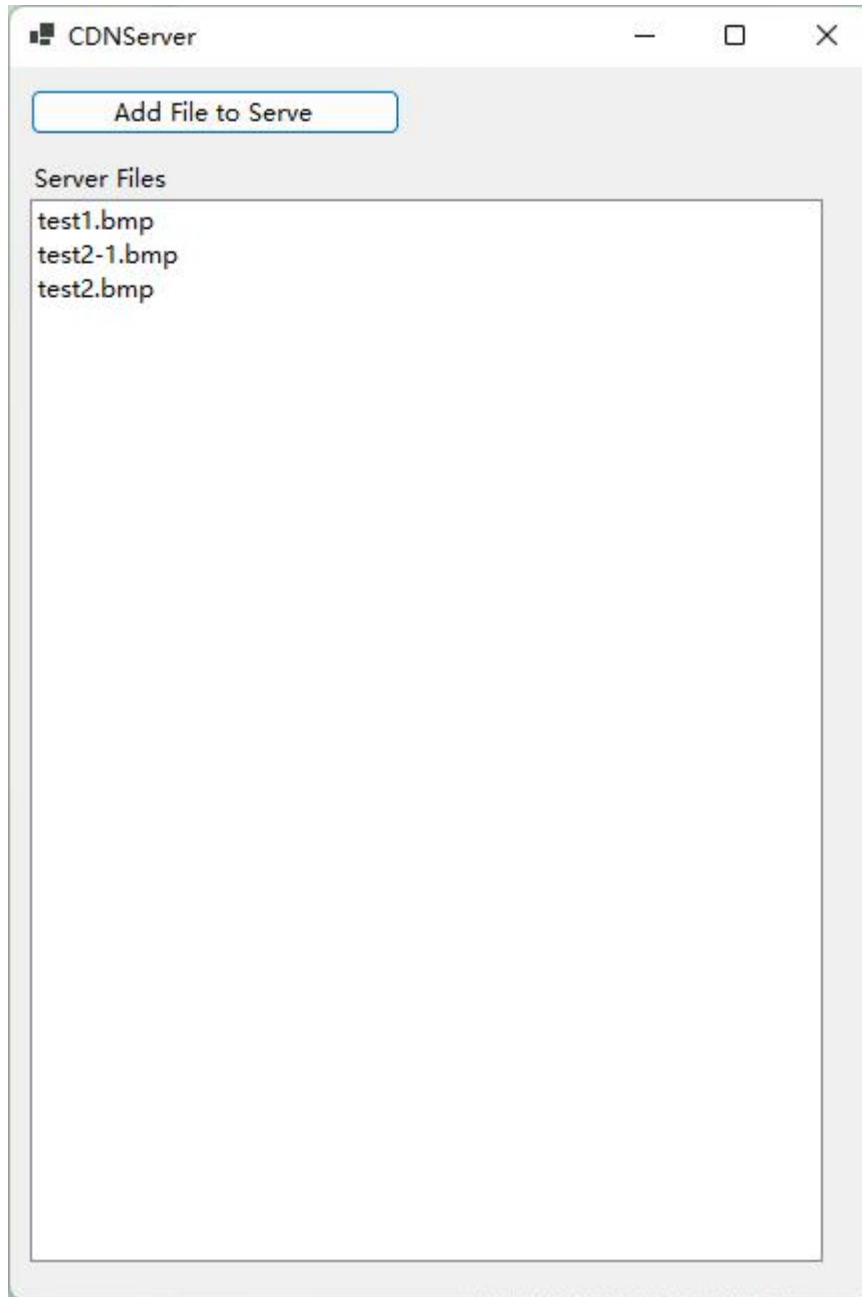 CDNServer
Add File to Serve
Server Files
test1.bmp
test2-1.bmp
test2.bmp